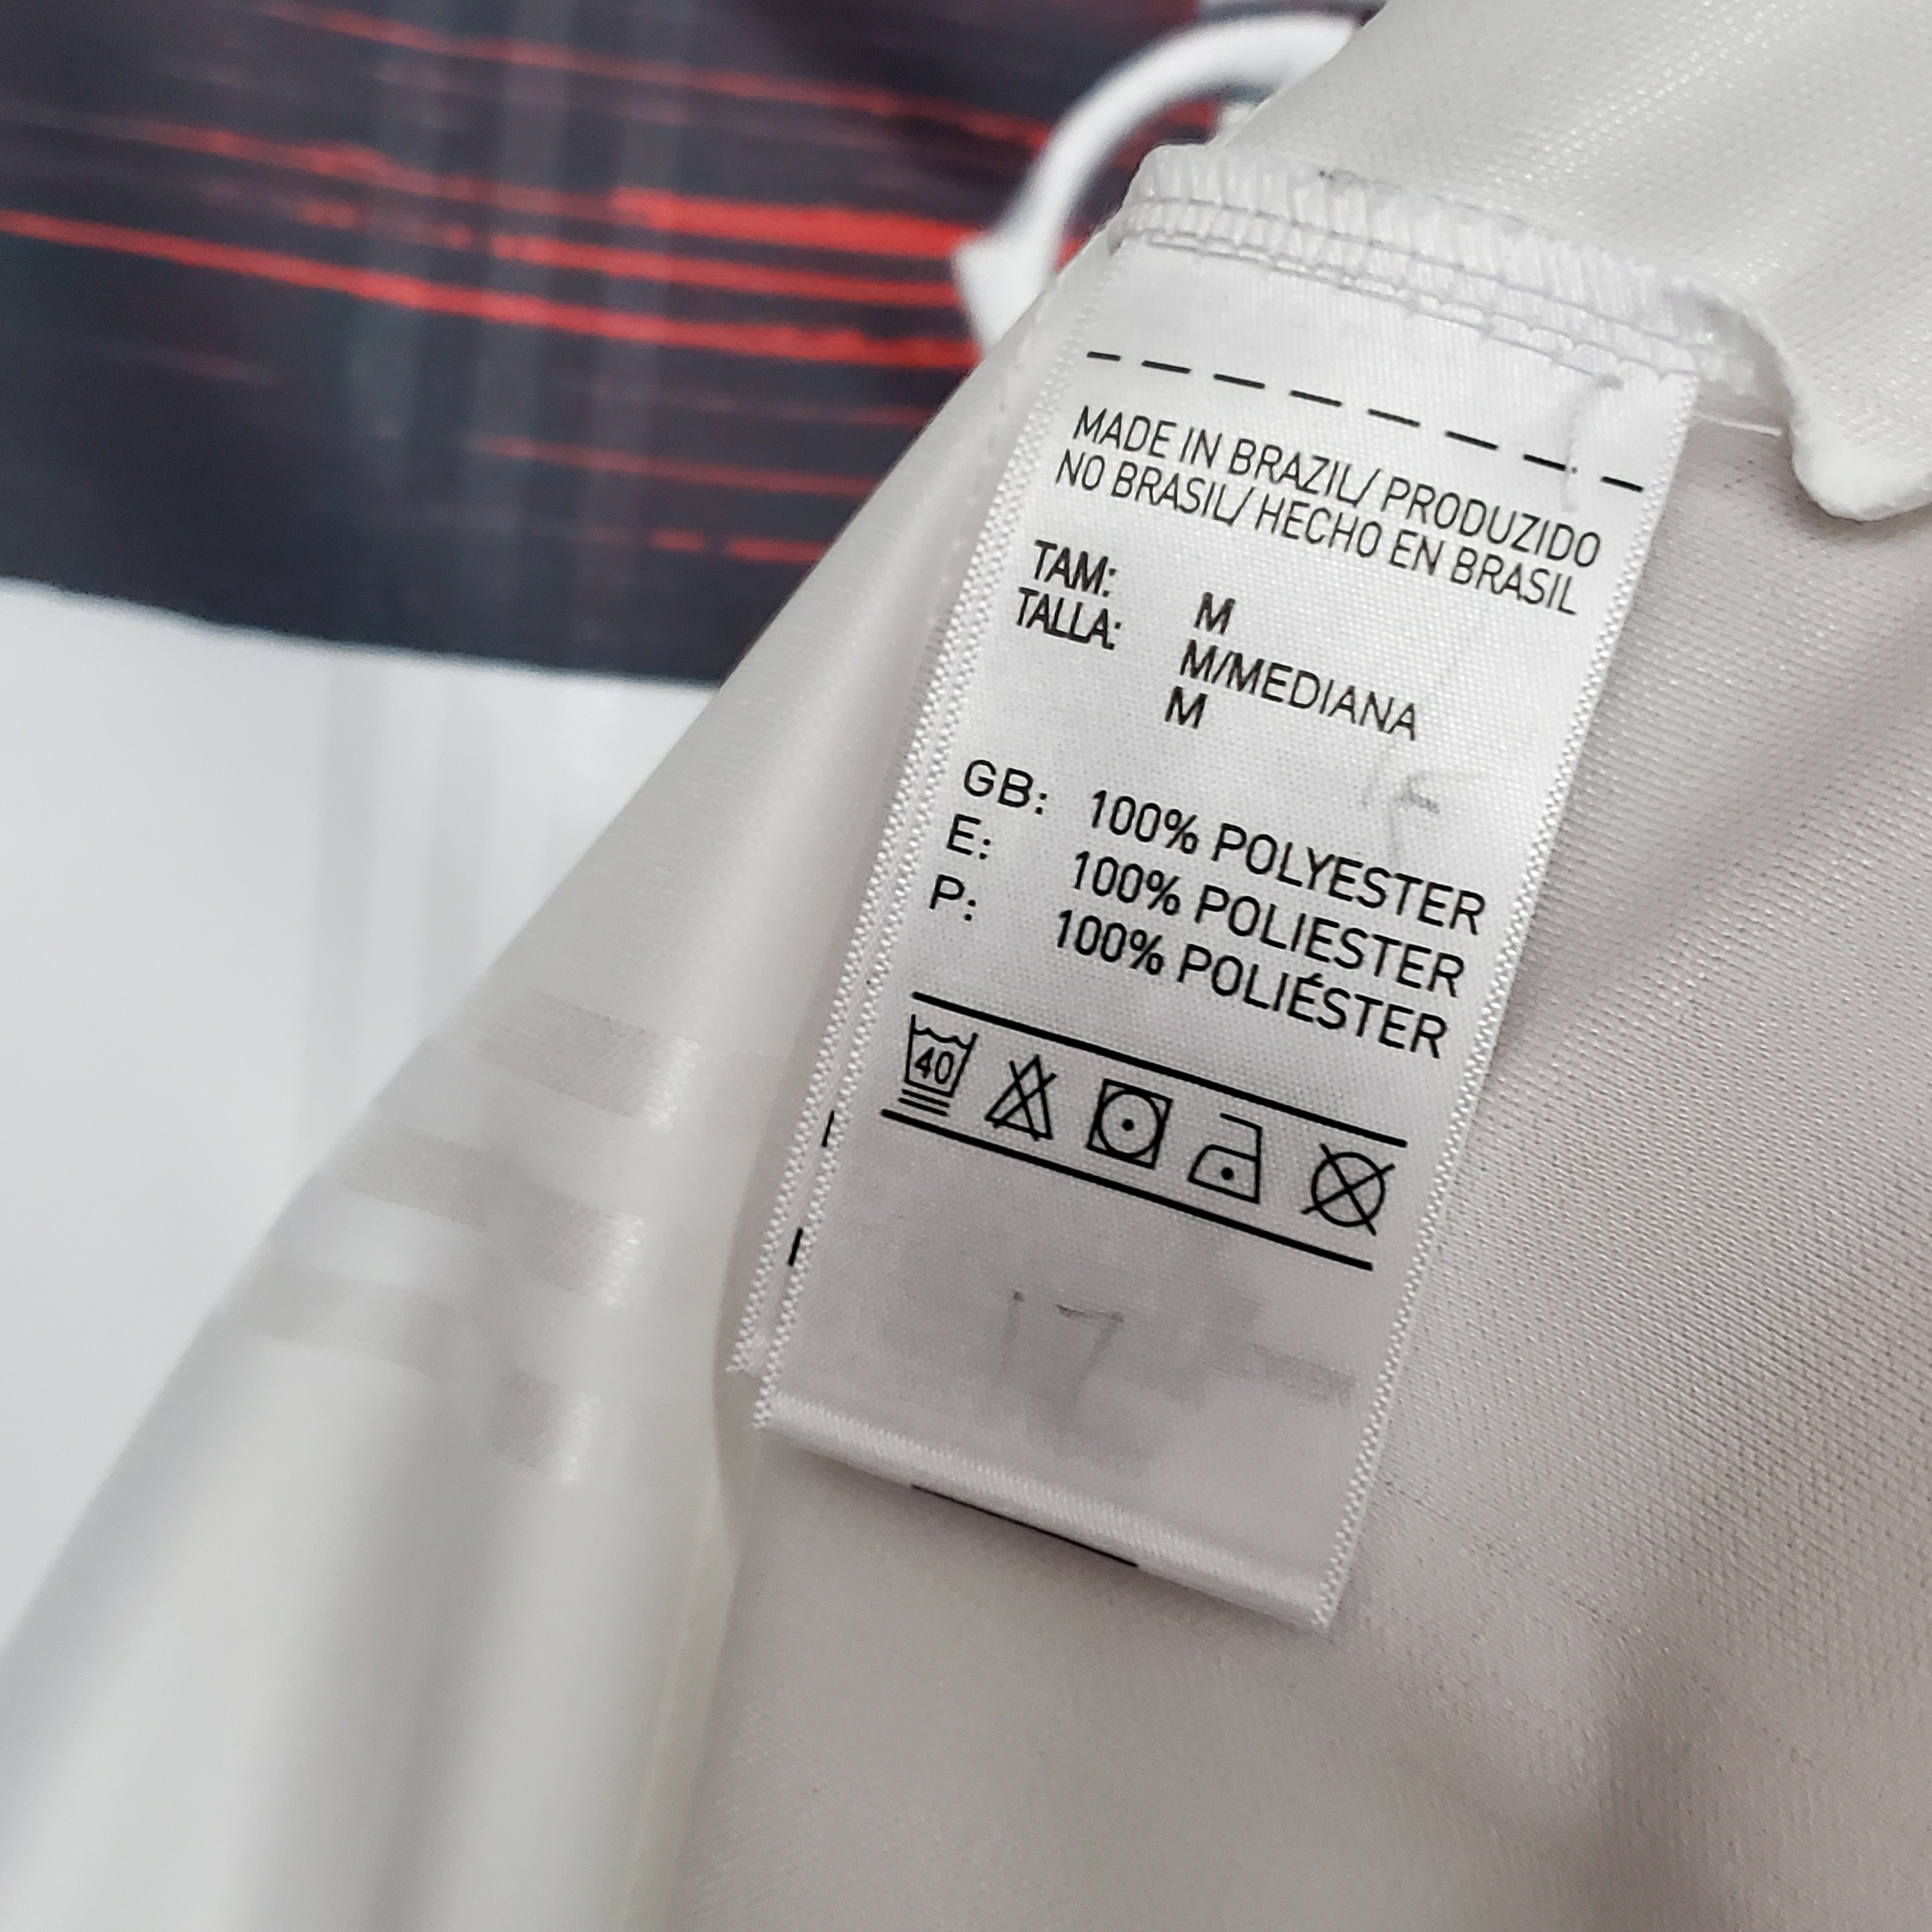 MADE IN BRAZIL/ PRODUZIDO
NO BRASIL/ HECHO EN BRASIL
TAM: M
TALLA: M/MEDIANA
M
GB: 100% POLYESTER
E: 100% POLIESTER
P: 100% POLIÉSTER
40
17